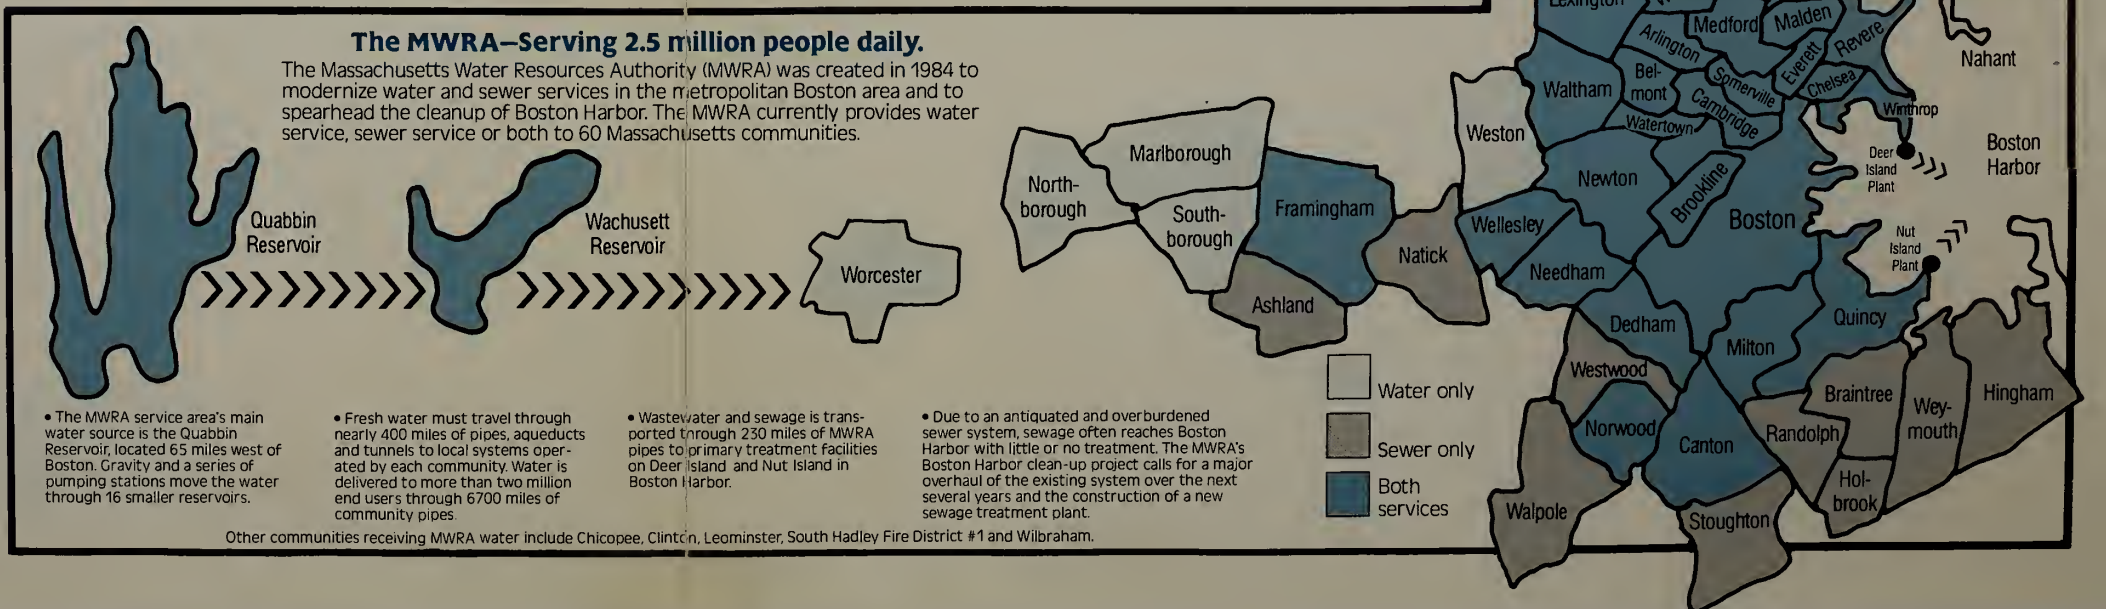 The MWRA—Serving 2.5 million people daily.
The Massachusetts Water Resources Authority (MWRA) was created in 1984 to
modernize water and sewer services in the metropolitan Boston area and to
spearhead the cleanup of Boston Harbor. The MWRA currently provides water
service, sewer service or both to 60 Massachusetts communities.
Quabbin
Reservoir
Wachusett
Reservoir
Worcester
North-
borough
Marlborough
South-
borough
Framingham
Ashland
Natick
Weston
Lexington
Waltham
Arlington
Medford
Malden
Revere
Everett
Chelsea
Bel-
mont
Somerville
Cambridge
Watertown
Winthrop
Nahant
Newton
Brookline
Boston
Deer
Island
Plant
Boston
Harbor
Nut
Island
Plant
Wellesley
Needham
Dedham
Milton
Quincy
Westwood
Norwood
Canton
Walpole
Stoughton
Randolph
Braintree
Hol-
brook
Wey-
mouth
Hingham
Water only
Sewer only
Both
services
• The MWRA service area's main
water source is the Quabbin
Reservoir, located 65 miles west of
Boston. Gravity and a series of
pumping stations move the water
through 16 smaller reservoirs.
• Fresh water must travel through
nearly 400 miles of pipes, aqueducts
and tunnels to local systems oper-
ated by each community. Water is
delivered to more than two million
end users through 6700 miles of
community pipes.
• Wastewater and sewage is trans-
ported through 230 miles of MWRA
pipes to primary treatment facilities
on Deer Island and Nut Island in
Boston Harbor.
• Due to an antiquated and overburdened
sewer system, sewage often reaches Boston
Harbor with little or no treatment. The MWRA's
Boston Harbor clean-up project calls for a major
overhaul of the existing system over the next
several years and the construction of a new
sewage treatment plant.
Other communities receiving MWRA water include Chicopee, Clinton, Leominster, South Hadley Fire District #1 and Wilbraham.